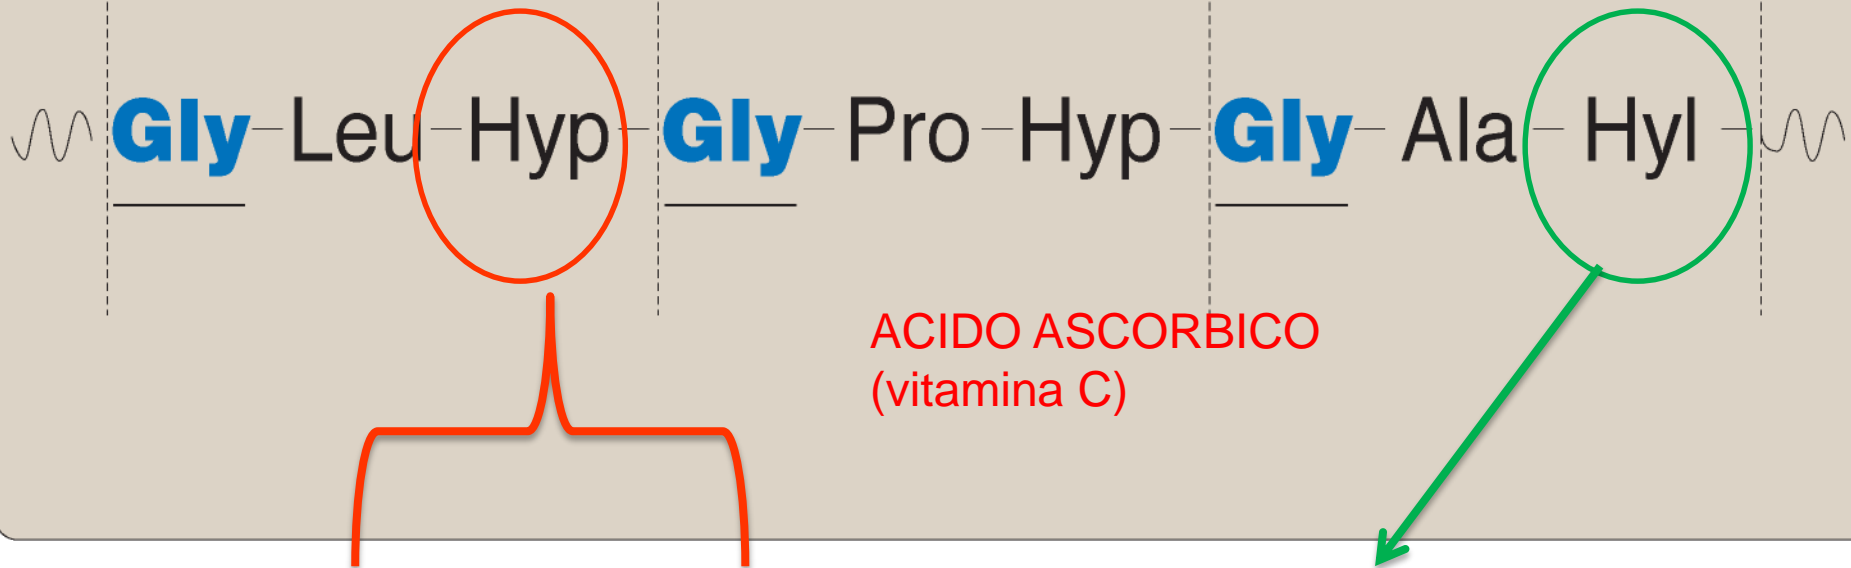 Gly–Leu–Hyp–Gly–Pro–Hyp–Gly–Ala–Hyl–
ACIDO ASCORBICO
(vitamina C)